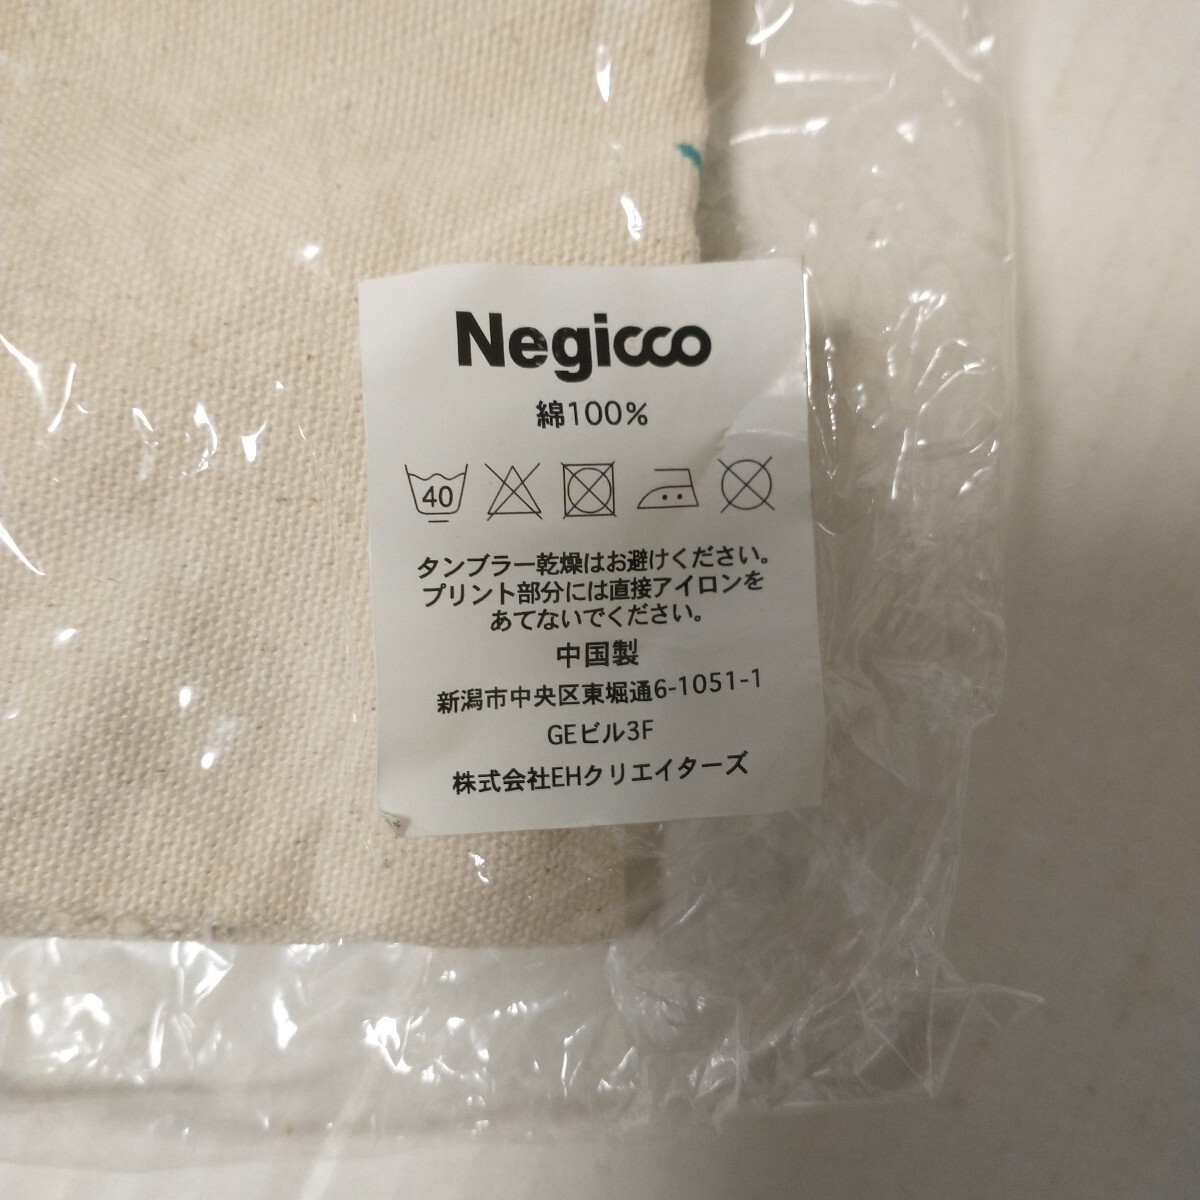 Negicco
綿100%
40
タンブラー乾燥はお避けください。
プリント部分には直接アイロンを
あてないでください。
中国製
新潟市中央区東堀通6-1051-1
GEビル3F
株式会社EHクリエイターズ